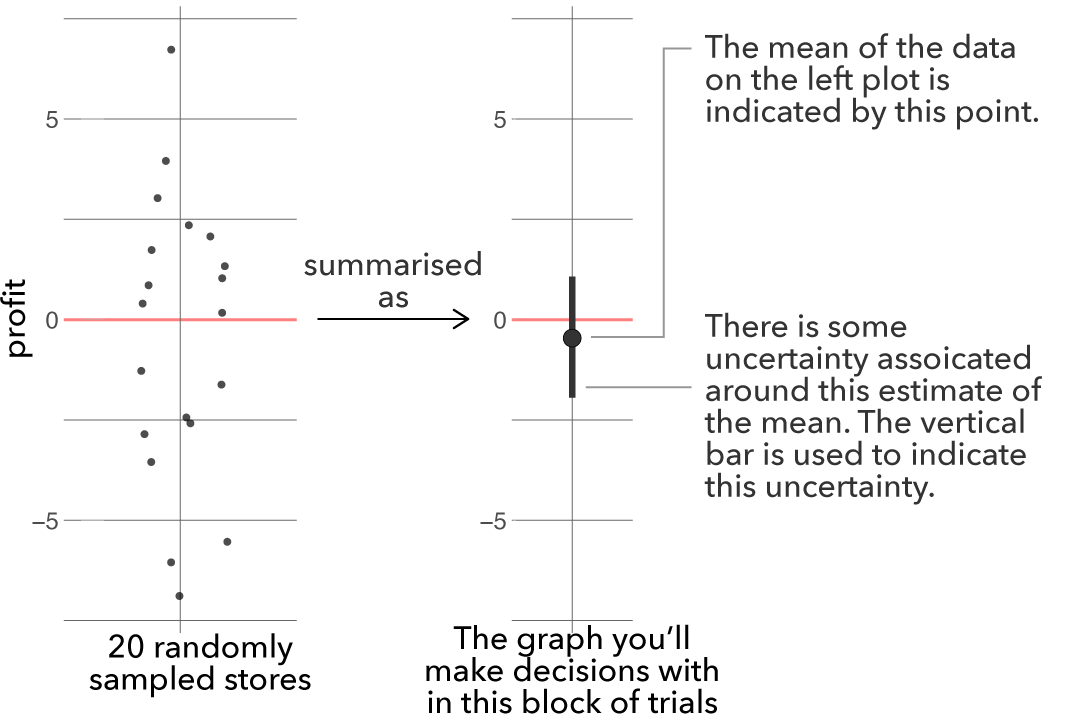 The mean of the data
on the left plot is
indicated by this point.
5
5
summarised
as
profit
0
0
There is some
uncertainty assoicated
around this estimate of
the mean. The vertical
bar is used to indicate
this uncertainty.
−5
−5
20 randomly
sampled stores
The graph you’ll
make decisions with
in this block of trials